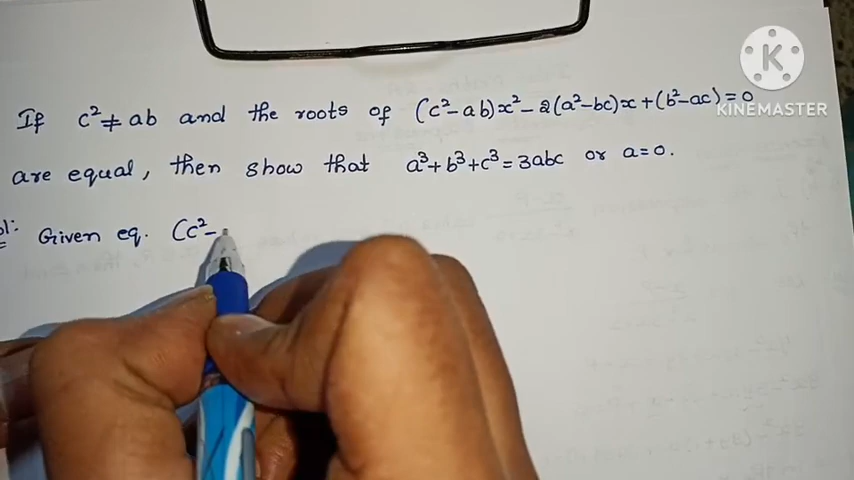 If c² ≠ ab and the roots of (c²-ab)x² - 2(a²-bc)x + (b²-ac) = 0
are equal, then show that a³+b³+c³ = 3abc or a=0.
Given eq. (c²-
KINEMASTER